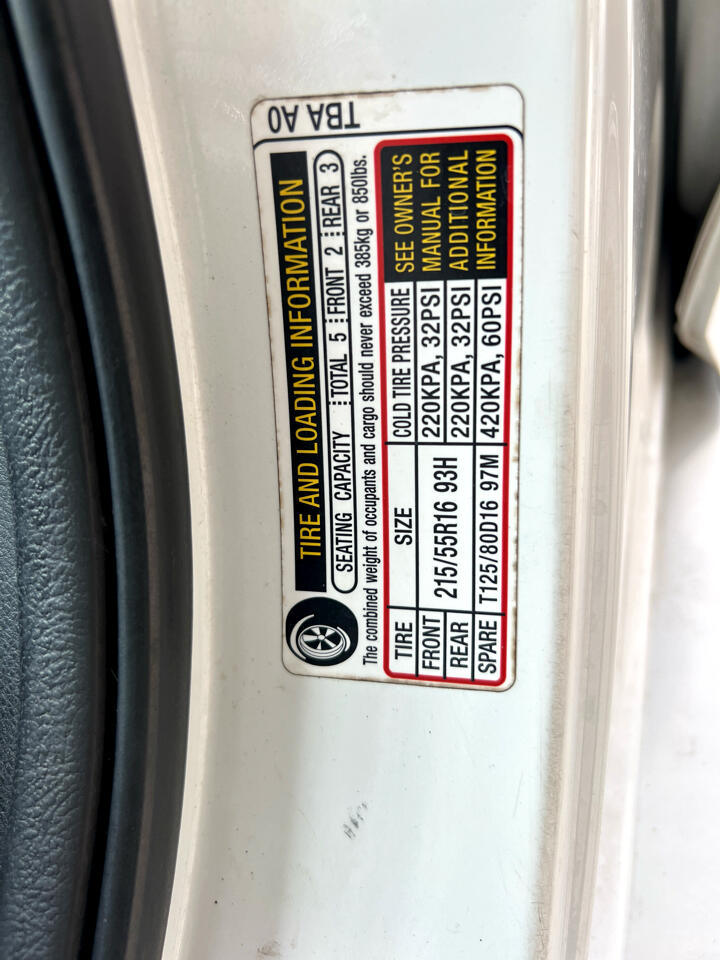 TBA A0
TIRE AND LOADING INFORMATION
SEATING CAPACITY TOTAL 5 FRONT 2 REAR 3
The combined weight of occupants and cargo should never exceed 385kg or 850lbs.
TIRE SIZE COLD TIRE PRESSURE
FRONT 215/55R16 93H 220KPA, 32PSI
REAR 220KPA, 32PSI
SPARE T125/80D16 97M 420KPA, 60PSI
SEE OWNER'S
MANUAL FOR
ADDITIONAL
INFORMATION